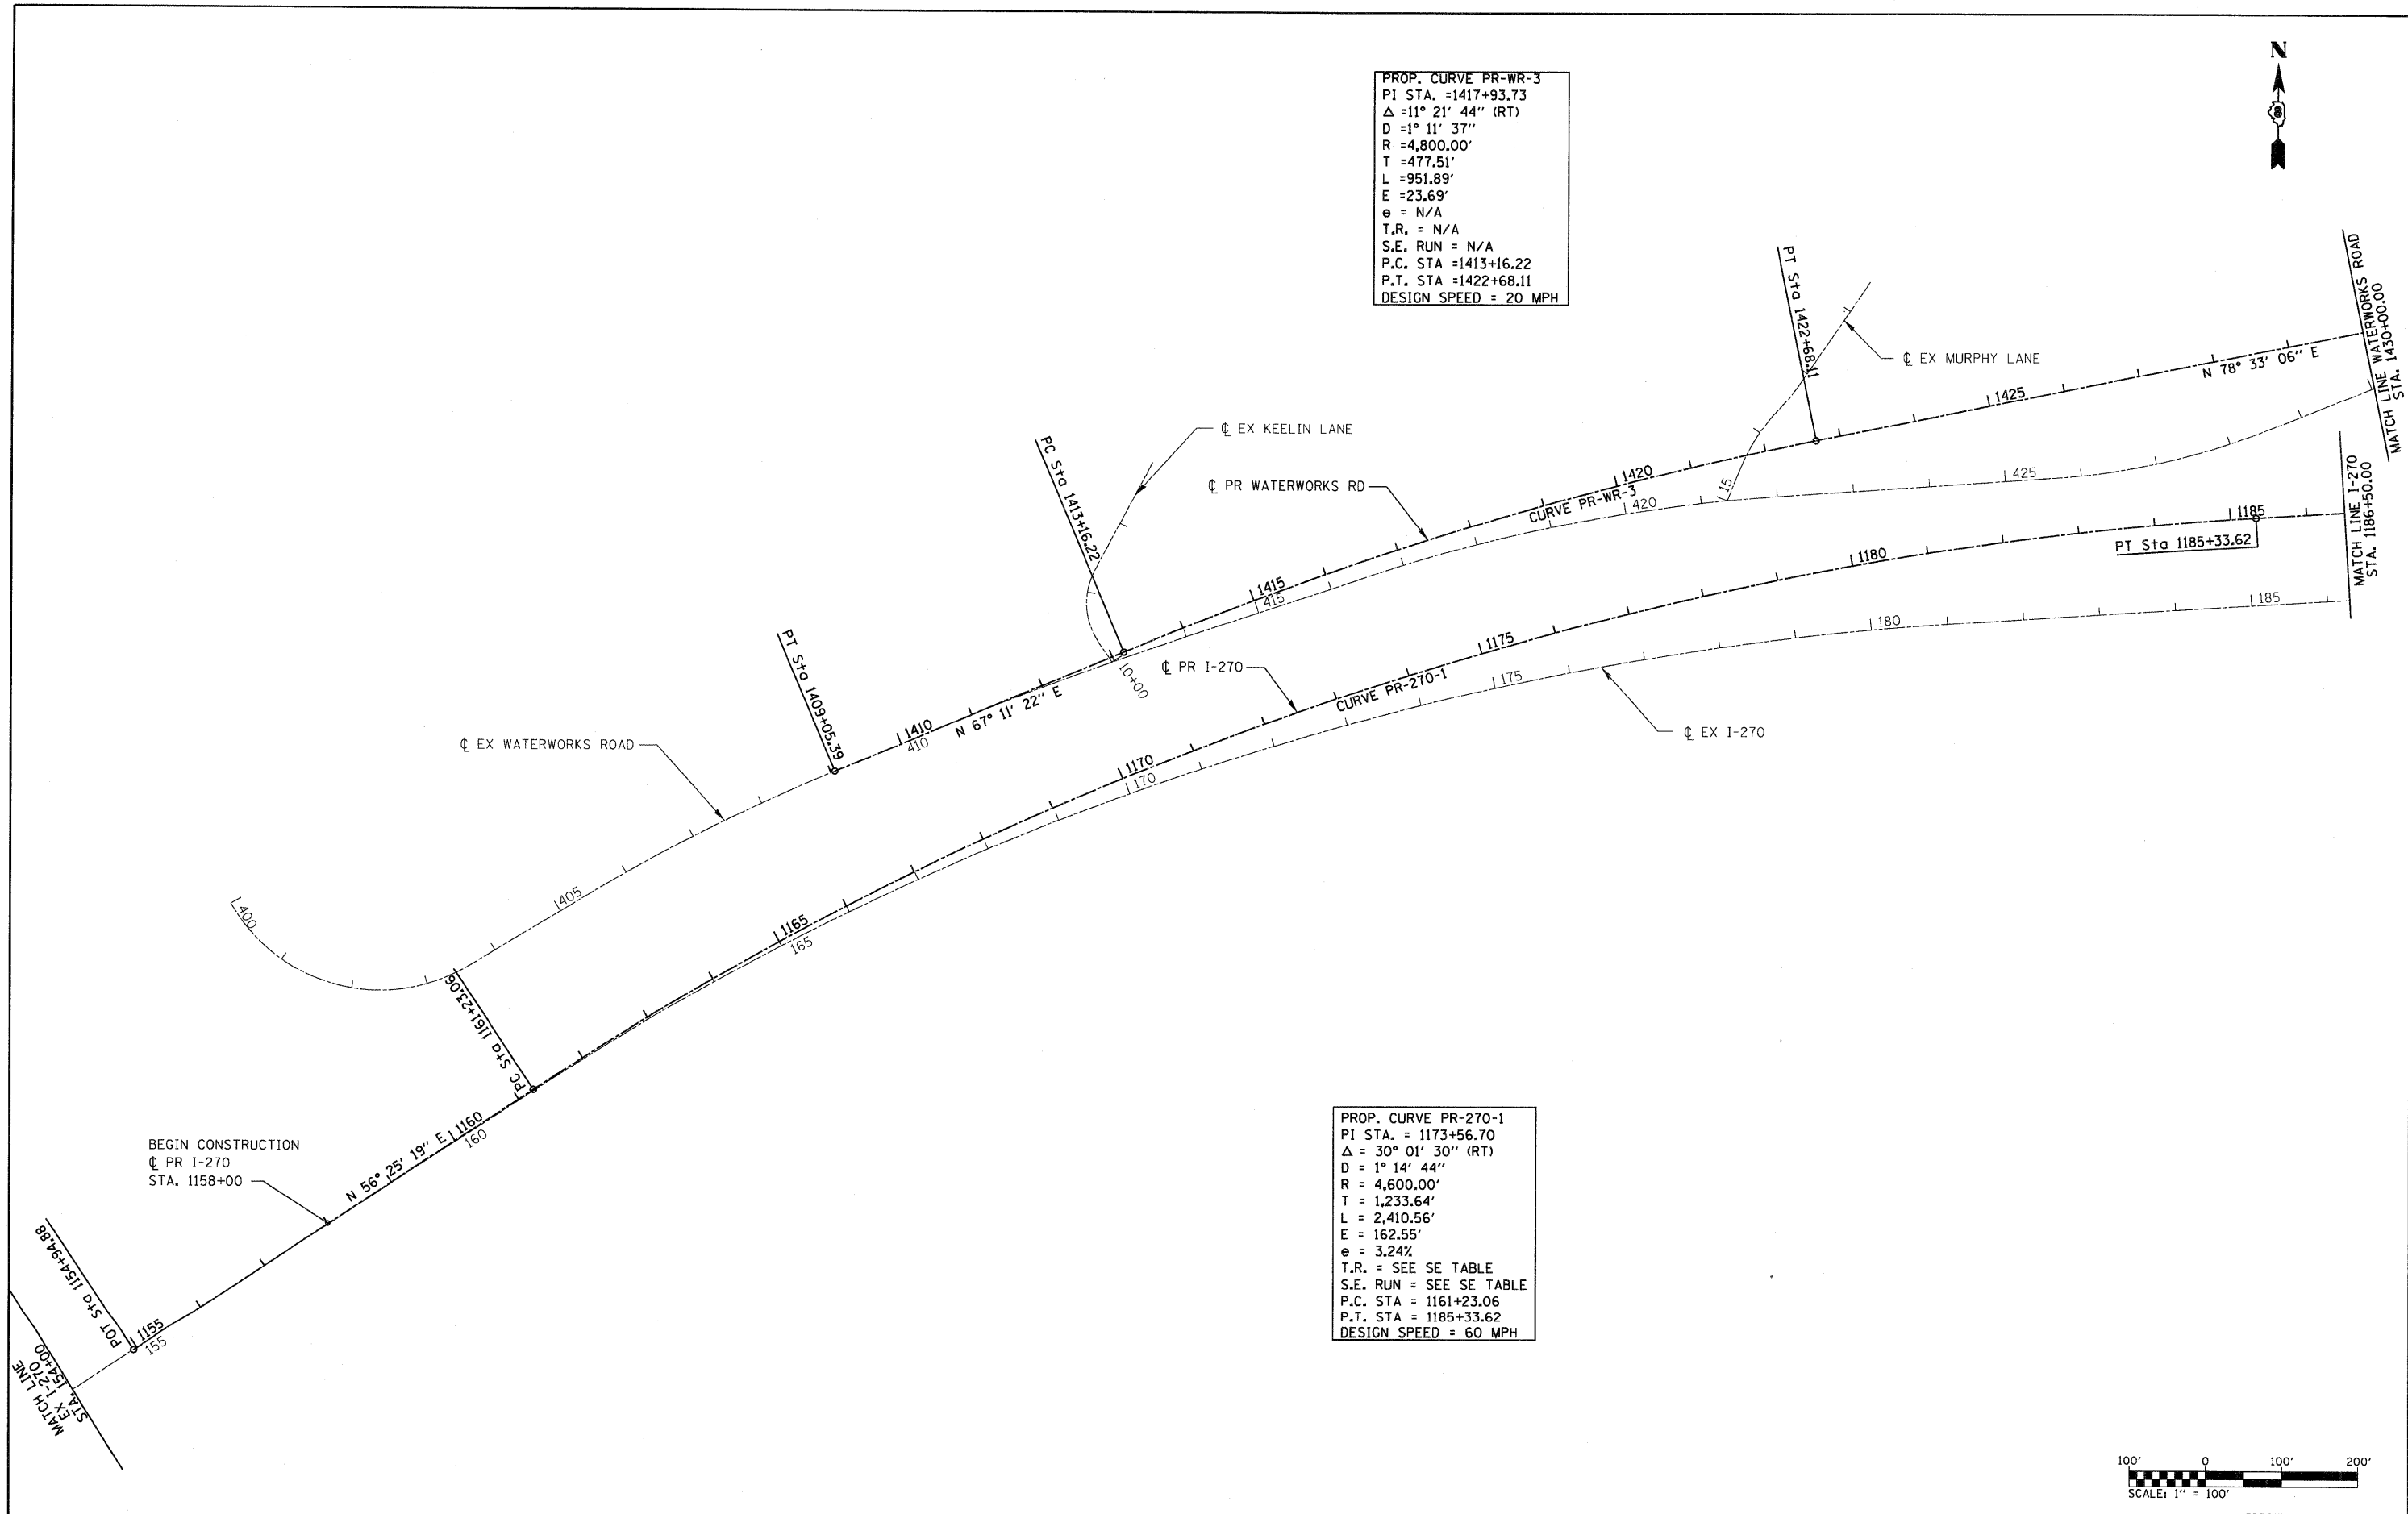 N
PROP. CURVE PR-WR-3
PI STA. =1417+93.73
Δ =11° 21' 44'' (RT)
D =1° 11' 37''
R =4,800.00'
T =477.51'
L =951.89'
E =23.69'
e = N/A
T.R. = N/A
S.E. RUN = N/A
P.C. STA =1413+16.22
P.T. STA =1422+68.11
DESIGN SPEED = 20 MPH
MATCH LINE WATERWORKS ROAD
STA. 1430+00.00
PT Sta 1422+68.11
℄ EX MURPHY LANE
N 78° 33' 06'' E
1425
℄ EX KEELIN LANE
PC Sta 1413+16.22
℄ PR WATERWORKS RD
1420
CURVE PR-WR-3
420
15
425
MATCH LINE I-270
STA. 1186+50.00
1185
PT Sta 1185+33.62
1180
1415
415
185
180
PT Sta 1409+05.39
10+00
℄ PR I-270
1175
175
CURVE PR-270-1
N 67° 11' 22'' E
1410
410
℄ EX WATERWORKS ROAD
℄ EX I-270
1170
170
405
400
1165
165
PC Sta 1161+23.06
1160
160
N 56° 25' 19'' E
BEGIN CONSTRUCTION
℄ PR I-270
STA. 1158+00
PROP. CURVE PR-270-1
PI STA. = 1173+56.70
Δ = 30° 01' 30'' (RT)
D = 1° 14' 44''
R = 4,600.00'
T = 1,233.64'
L = 2,410.56'
E = 162.55'
e = 3.24%
T.R. = SEE SE TABLE
S.E. RUN = SEE SE TABLE
P.C. STA = 1161+23.06
P.T. STA = 1185+33.62
DESIGN SPEED = 60 MPH
POT Sta 1154+94.88
1155
155
MATCH LINE
EX I-270
STA. 154+00
100' 0 100' 200'
SCALE: 1'' = 100'